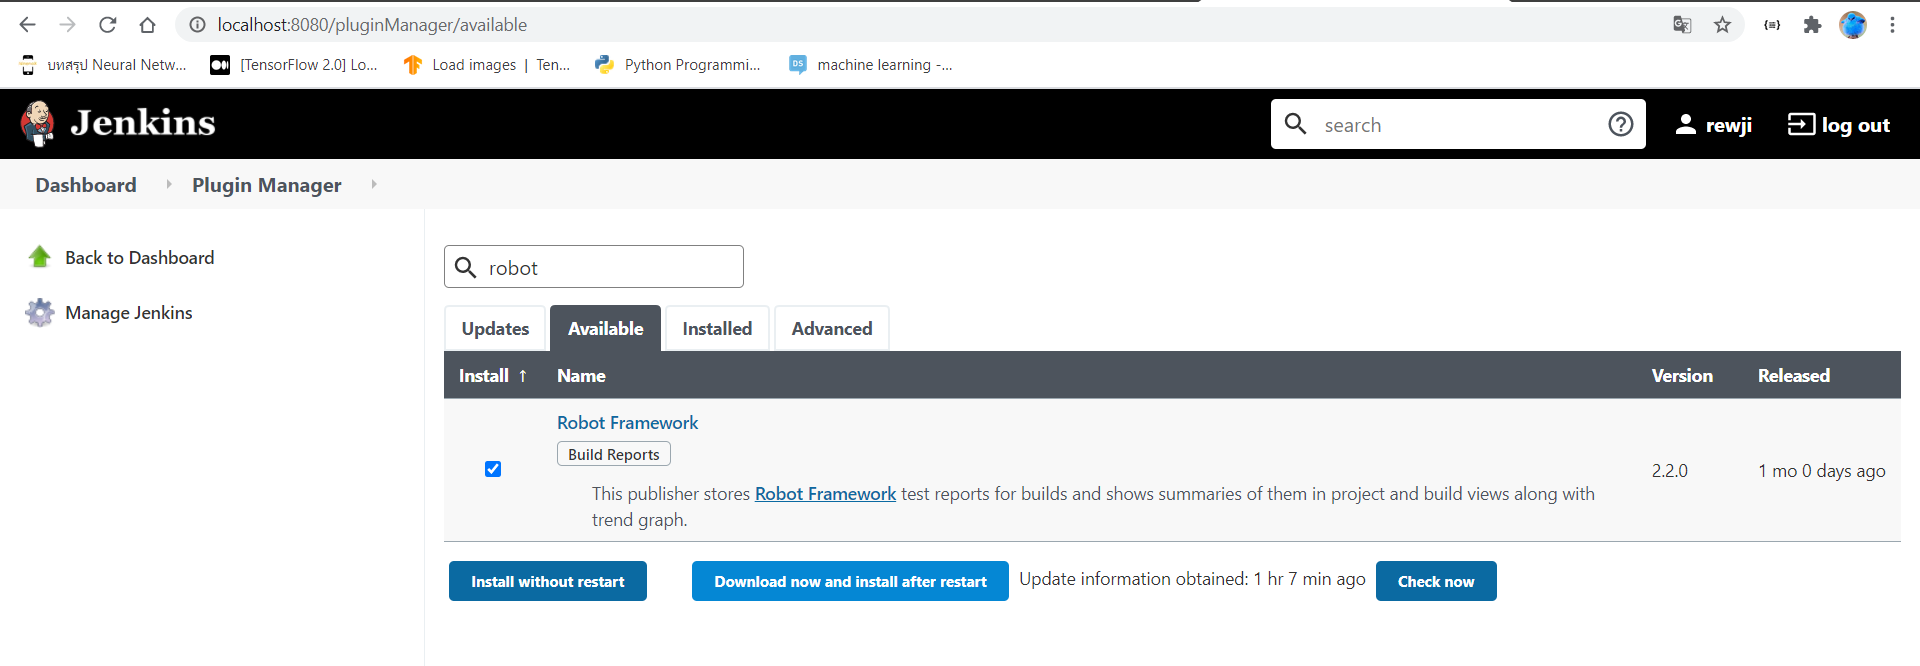 localhost:8080/pluginManager/available
บทสรุป Neural Netw... [TensorFlow 2.0] Lo... Load images | Ten... Python Programmi... DS machine learning -...
Jenkins search rewji log out
Dashboard Plugin Manager
Back to Dashboard
Manage Jenkins
robot
Updates Available Installed Advanced
Install ↑ Name Version Released
Robot Framework
Build Reports
This publisher stores Robot Framework test reports for builds and shows summaries of them in project and build views along with
trend graph.
2.2.0 1 mo 0 days ago
Install without restart Download now and install after restart Update information obtained: 1 hr 7 min ago Check now